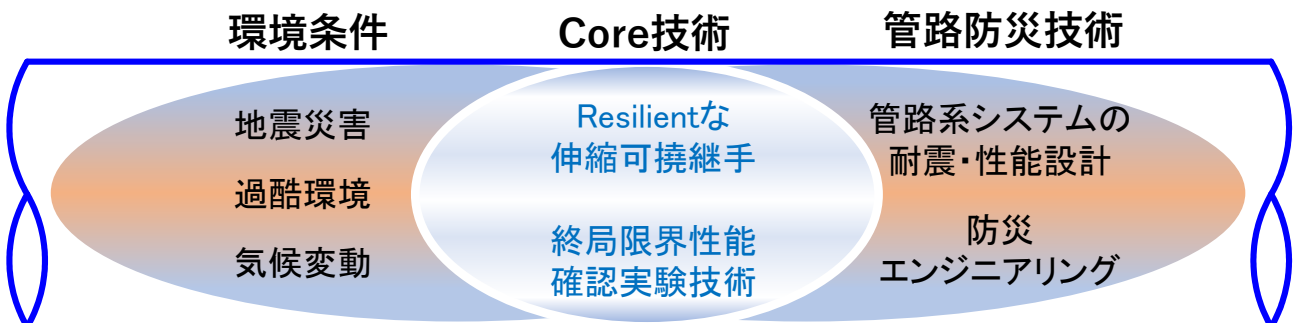 環境条件
Core技術
管路防災技術
地震災害
過酷環境
気候変動
Resilientな
伸縮可撓継手
終局限界性能
確認実験技術
管路系システムの
耐震・性能設計
防災
エンジニアリング